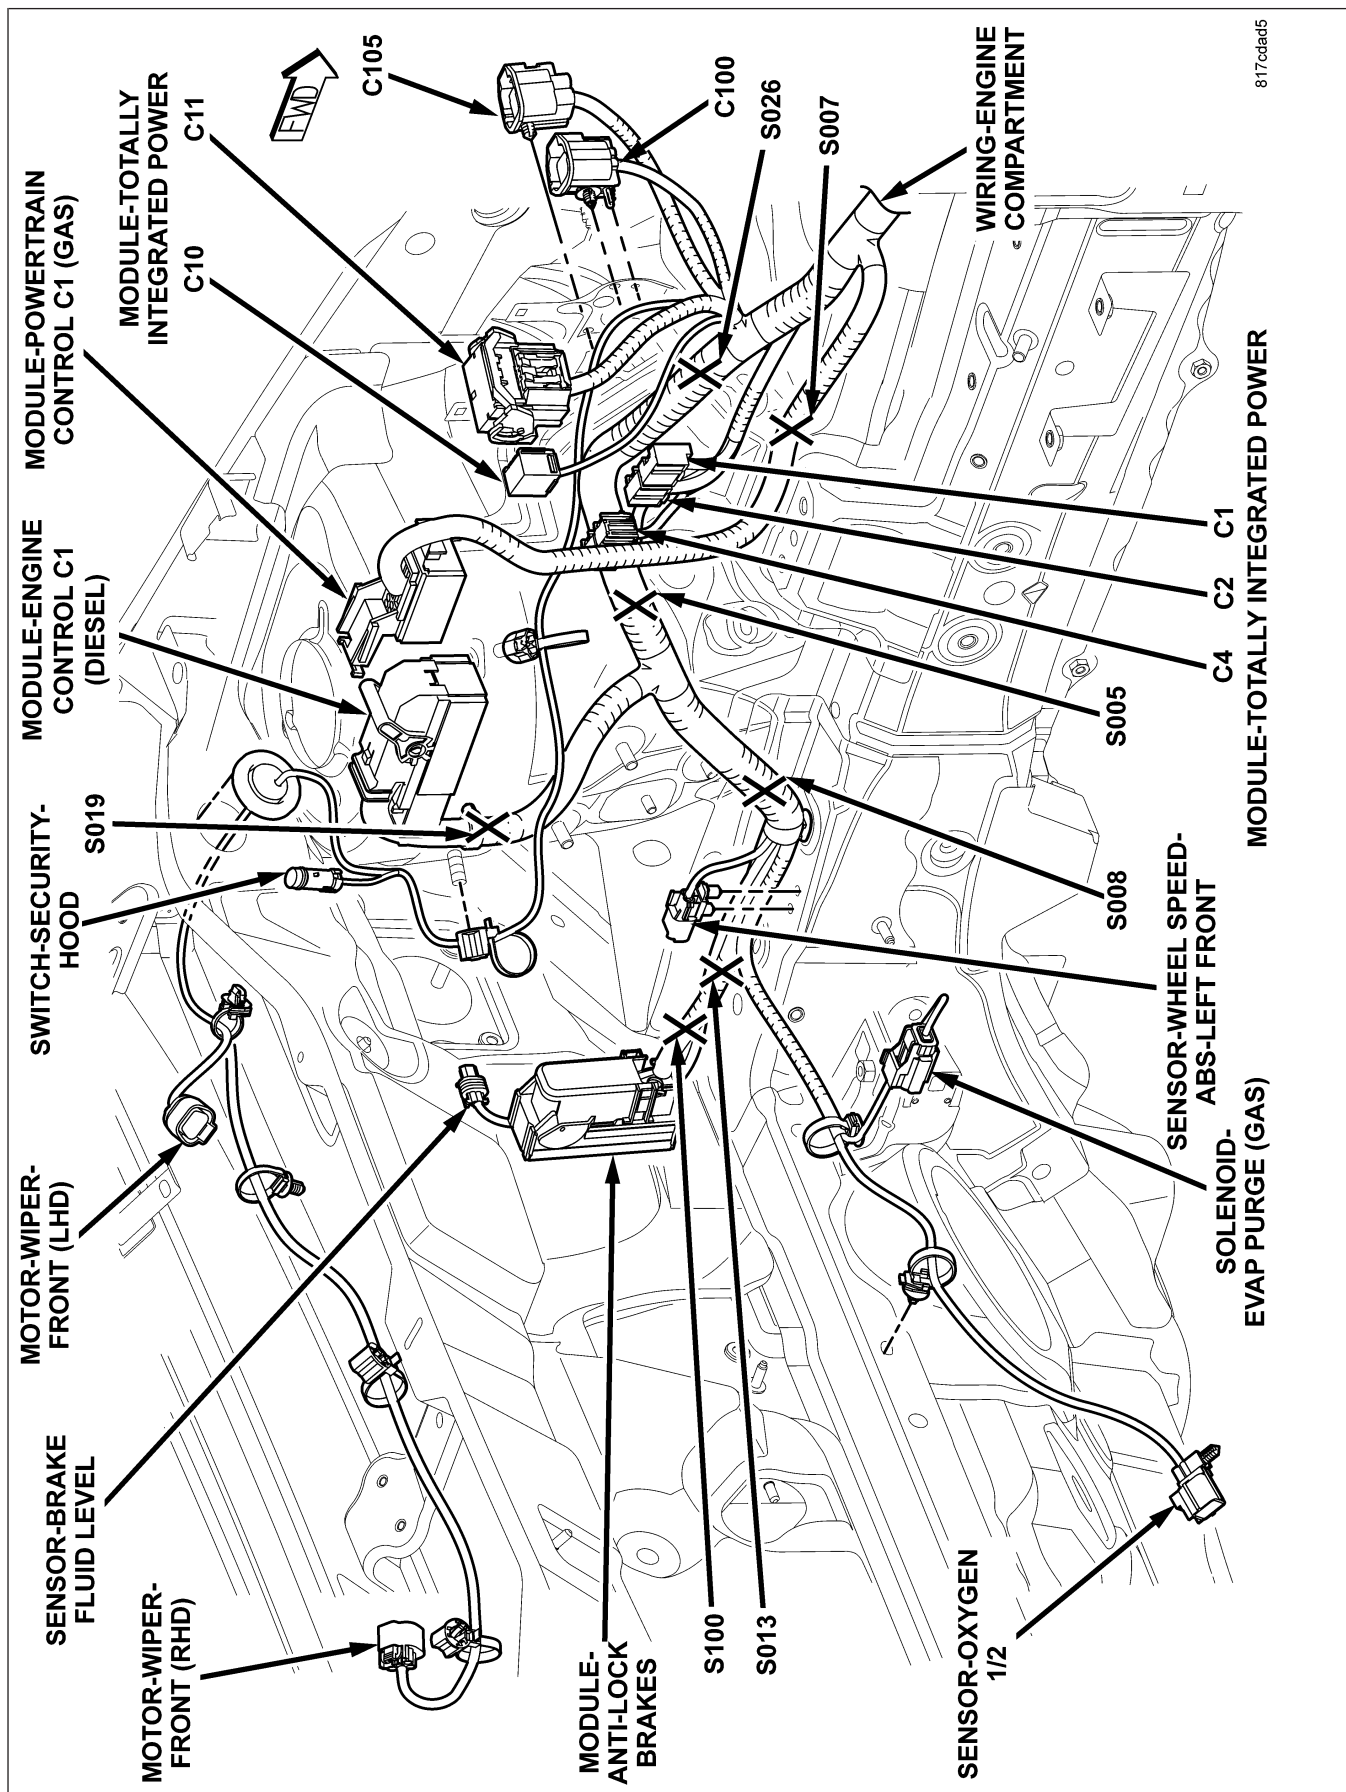 MOTOR-WIPER-
FRONT (RHD)
SENSOR-BRAKE
FLUID LEVEL
MOTOR-WIPER-
FRONT (LHD)
SWITCH-SECURITY-
HOOD
S019
MODULE-ENGINE
CONTROL C1
(DIESEL)
MODULE-POWERTRAIN
CONTROL C1 (GAS)
MODULE-TOTALLY
INTEGRATED POWER
C10
C11
FWD
C105
C100
S026
S007
WIRING-ENGINE
COMPARTMENT
MODULE-
ANTI-LOCK
BRAKES
S100
S013
SENSOR-OXYGEN
1/2
SOLENOID-
EVAP PURGE (GAS)
SENSOR-WHEEL SPEED-
ABS-LEFT FRONT
S008
S005
C4
C2
C1
MODULE-TOTALLY INTEGRATED POWER
817cdad5